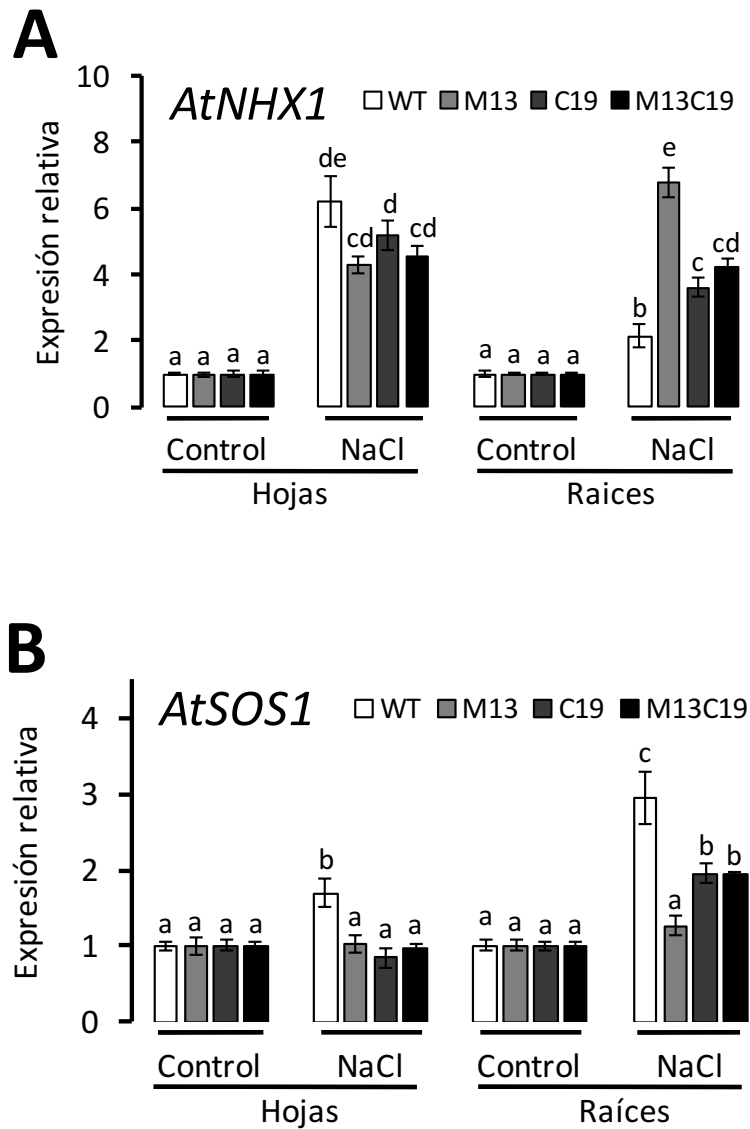 A
10
AtNHX1 WT M13 C19 M13C19
8
6
4
2
0
Expresión relativa
de cd d cd
e
b c cd
a a a a
a a a a
Control NaCl Control NaCl
Hojas Raices
B
AtSOS1 WT M13 C19 M13C19
4
3
2
1
0
Expresión relativa
c
b b b
a a a a
a a a
a a a a
a
Control NaCl Control NaCl
Hojas Raíces